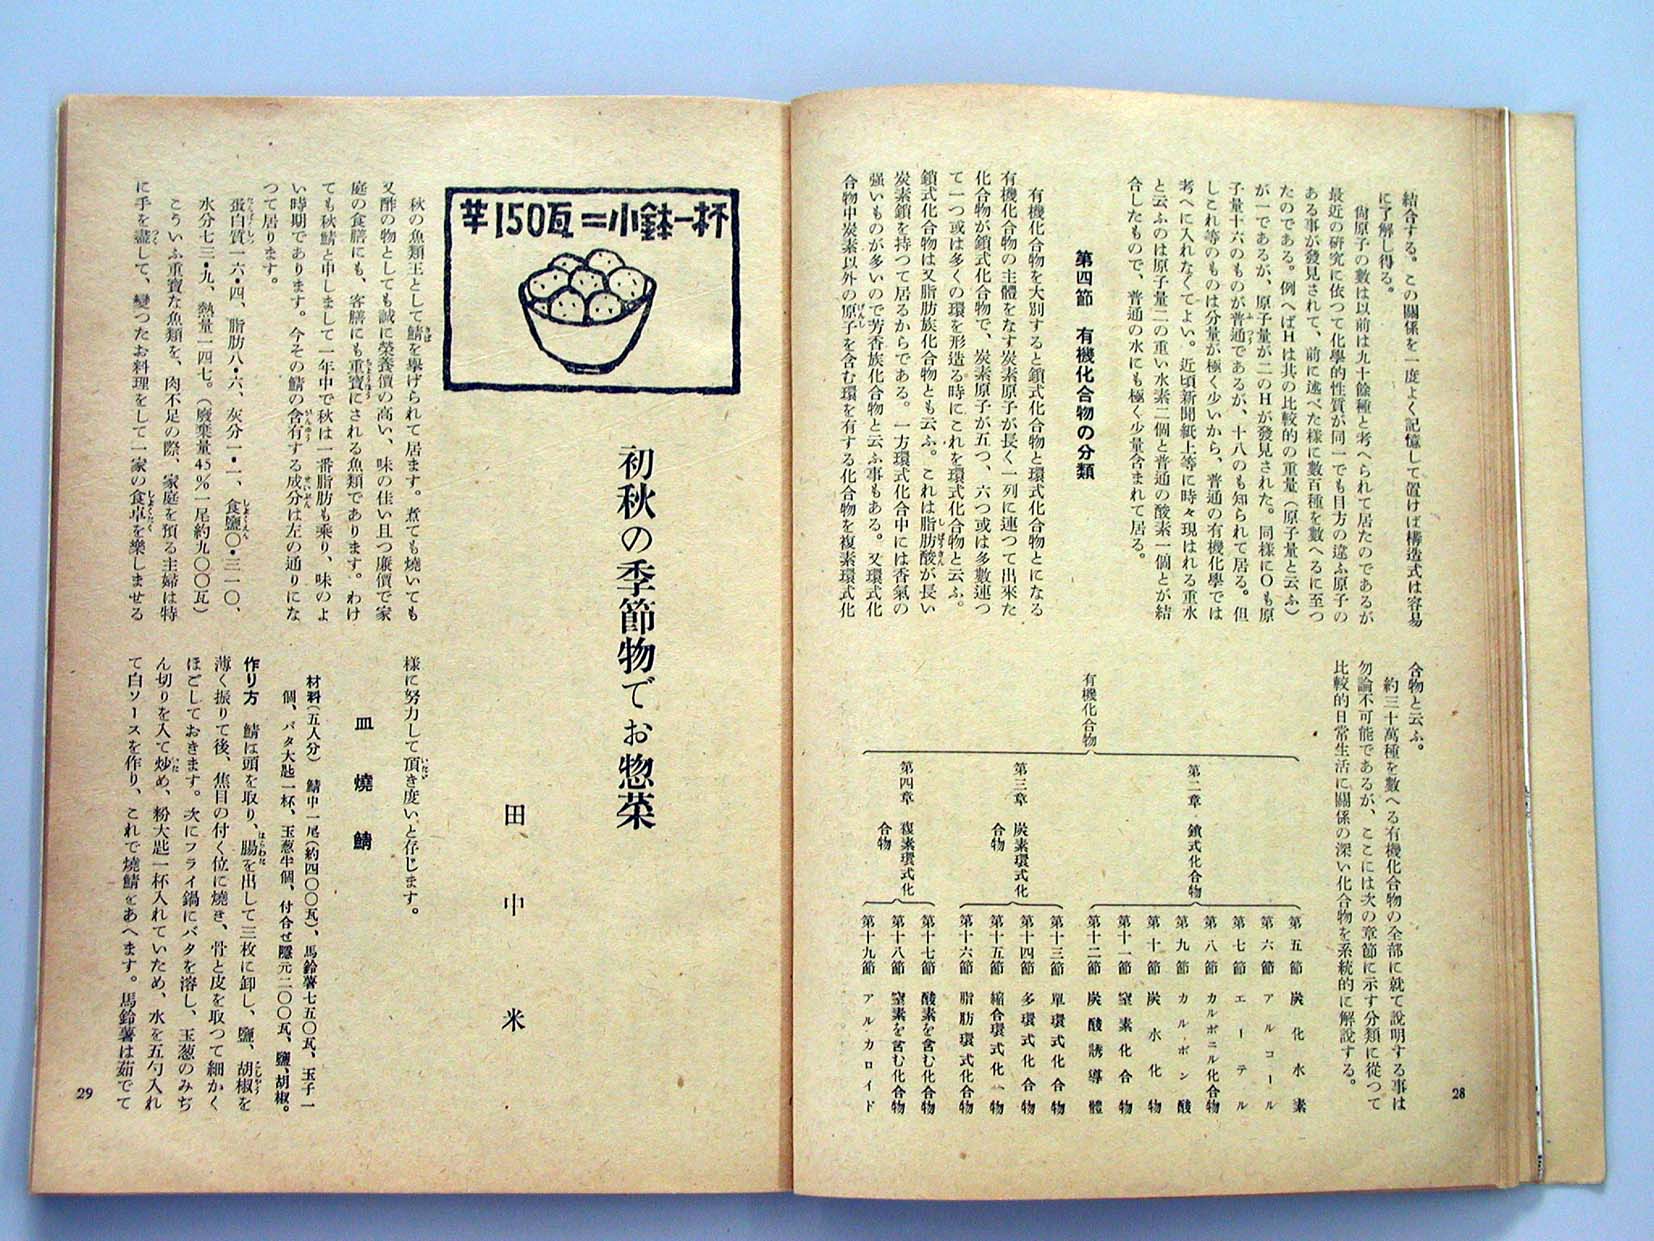 結合する。この關係を一度よく記憶して置けば構造式は容易
に了解し得る。
尙原子の數は以前は九十餘種と考へられて居たのであるが
最近の硏究に依つて化學的性質が同一でも目方の違ふ原子の
ある事が發見されて、前に述べた樣に數百種を數へるに至つ
たのである。例へばHは其の比較的の重量(原子量と云ふ)
が一であるが、原子量が二のHが發見された。同樣にOも原
子量十六のものが普通であるが、十八のも知られて居る。但
しこれ等のものは分量が極く少いから、普通の有機化學では
考へに入れなくてよい。近頃新聞紙上等に時々現はれる重水
と云ふのは原子量二の重い水素二個と普通の酸素一個とが結
合したもので、普通の水にも極く少量含まれて居る。
第四節 有機化合物の分類
有機化合物を大別すると鎖式化合物と環式化合物とになる
有機化合物の主體をなす炭素原子が長く一列に連つて出來た
化合物が鎖式化合物で、炭素原子が五つ、六つ或は多數連つ
て一つ或は多くの環を形造る時にこれを環式化合物と云ふ。
鎖式化合物は又脂肪族化合物とも云ふ。これは脂肪酸が長い
炭素鎖を持つて居るからである。一方環式化合中には香氣の
强いものが多いので芳香族化合物と云ふ事もある。又環式化
合物中炭素以外の原子を含む環を有する化合物を複素環式化
合物と云ふ。
約三十萬種を數へる有機化合物の全部に就て說明する事は
勿論不可能であるが、ここには次の章節に示す分類に從つて
比較的日常生活に關係の深い化合物を系統的に解說する。
有機化合物
第二章 鎖式化合物
第五節 炭化水素
第六節 アルコール
第七節 エーテル
第八節 カルボニル化合物
第九節 カルボン酸
第十節 炭水化物
第十一節 窒素化合物
第十二節 炭酸誘導體
第三章 炭素環式化
合物
第十三節 單環式化合物
第十四節 多環式化合物
第十五節 縮合環式化合物
第十六節 脂肪環式化合物
第四章 複素環式化
合物
第十七節 酸素を含む化合物
第十八節 窒素を含む化合物
第十九節 アルカロイド
28
芋150瓦=小鉢一杯
初秋の季節物でお惣菜
田中米
秋の魚類王として鯖を擧げられて居ます。煮ても燒いても
又酢の物としても誠に榮養價の高い、味の佳い且つ廉價で家
庭の食膳にも、客膳にも重寶にされる魚類であります。わけ
ても秋鯖と申しまして一年中で秋は一番脂肪も乘り、味のよ
い時期であります。今その鯖の含有する成分は左の通りにな
つて居ります。
蛋白質一六・四、脂肪八・六、灰分一・一、食鹽〇・三一〇、
水分七三・九、熱量一四七。(廢棄量45%一尾約九〇〇瓦)
こういふ重寶な魚類を、肉不足の際、家庭を預る主婦は特
に手を盡して、變つたお料理をして一家の食卓を樂しませる
樣に努力して頂き度いと存じます。
皿燒鯖
材料(五人分) 鯖中一尾(約四〇〇瓦)、馬鈴薯七五〇瓦、玉子一
個、バタ大匙一杯、玉葱半個、付合せ隱元二〇〇瓦、鹽、胡椒。
作り方 鯖は頭を取り、腸を出して三枚に卸し、鹽、胡椒を
薄く振りて後、焦目の付く位に燒き、骨と皮を取つて細かく
ほごしておきます。次にフライ鍋にバタを溶し、玉葱のみぢ
ん切りを入て炒め、粉大匙一杯入れていため、水を五勺入れ
て白ソースを作り、これで燒鯖をあへます。馬鈴薯は茹でて
29